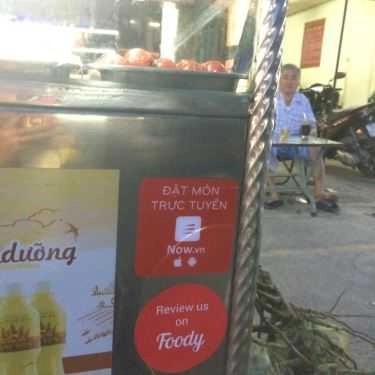 ĐẶT MÓN
TRỰC TUYẾN
Now.vn
dưỡng
Review us
on
Foody